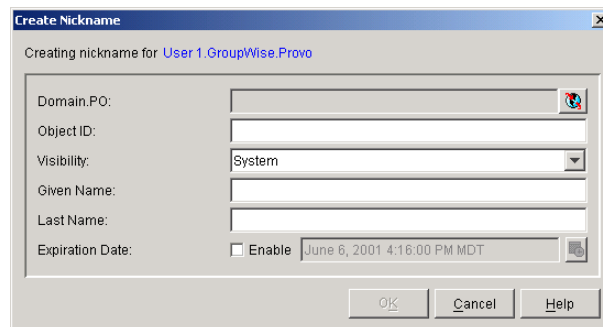 Create Nickname
Creating nickname for User 1.GroupWise.Provo
Domain.PO:
Object ID:
Visibility: System
Given Name:
Last Name:
Expiration Date: Enable June 6, 2001 4:16:00 PM MDT
OK Cancel Help